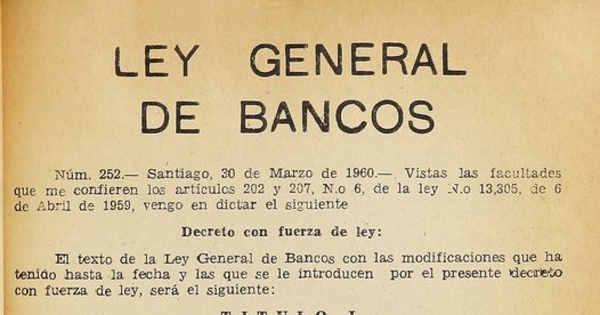 LEY GENERAL
DE BANCOS
Núm. 252.— Santiago, 30 de Marzo de 1960.— Vistas las facultades
que me confieren los artículos 202 y 207, N.o 6, de la ley N.o 13,305, de 6
de Abril de 1959, vengo en dictar el siguiente
Decreto con fuerza de ley:
El texto de la Ley General de Bancos con las modificaciones que ha
tenido hasta la fecha y las que se le introducen por el presente decreto
con fuerza de ley, será el siguiente:
TITULO I